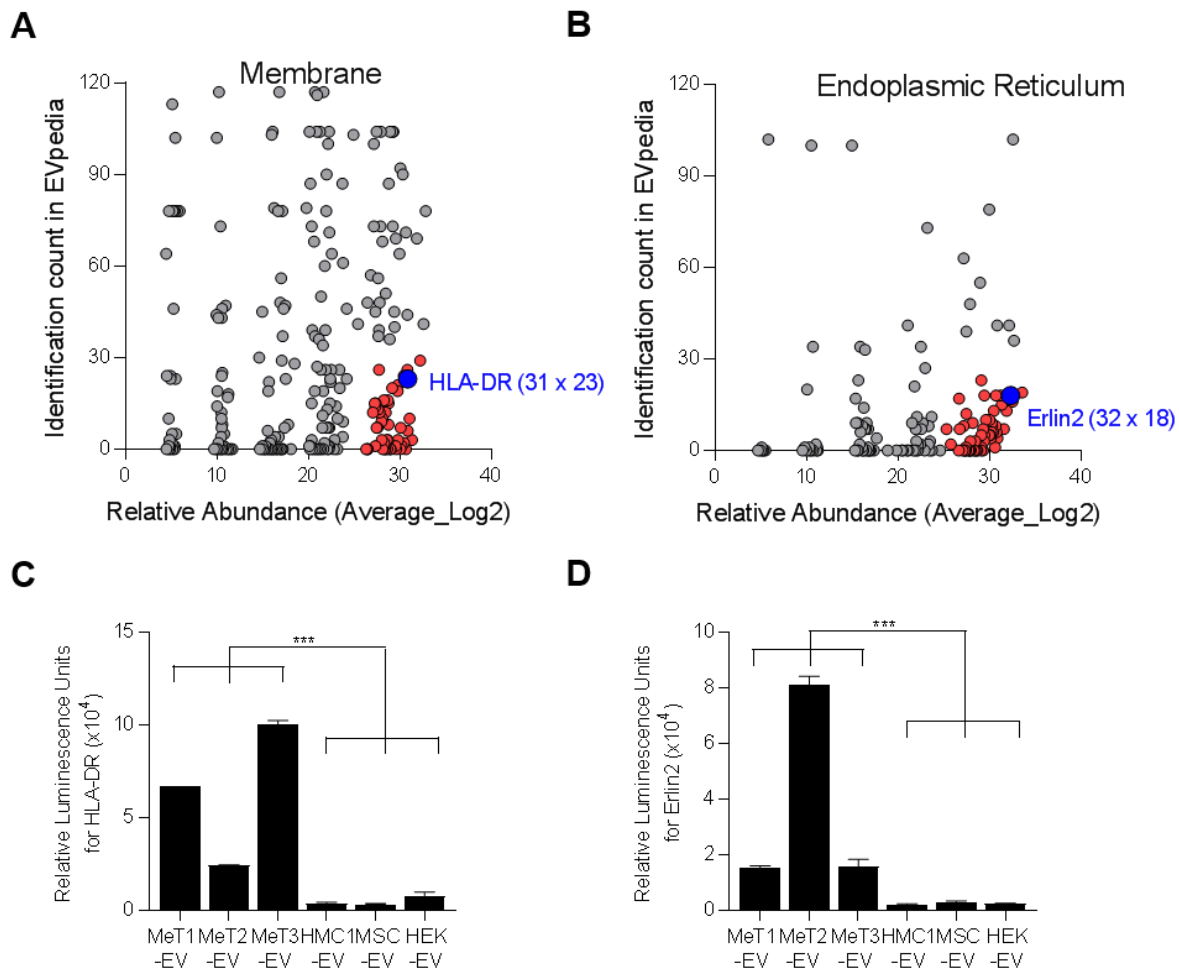 A
Membrane
Identification count in EVpedia
120
90
60
30
0
0
10
20
30
40
HLA-DR (31 x 23)
Relative Abundance (Average_Log2)
B
Endoplasmic Reticulum
Identification count in EVpedia
120
90
60
30
0
0
10
20
30
40
Erlin2 (32 x 18)
Relative Abundance (Average_Log2)
C
Relative Luminescence Units
for HLA-DR (x10⁴)
15
10
5
0
***
MeT1 MeT2 MeT3 HMC1 MSC HEK
-EV -EV -EV -EV -EV -EV
D
Relative Luminescence Units
for Erlin2 (x10⁴)
10
8
6
4
2
0
***
MeT1 MeT2 MeT3 HMC1 MSC HEK
-EV -EV -EV -EV -EV -EV